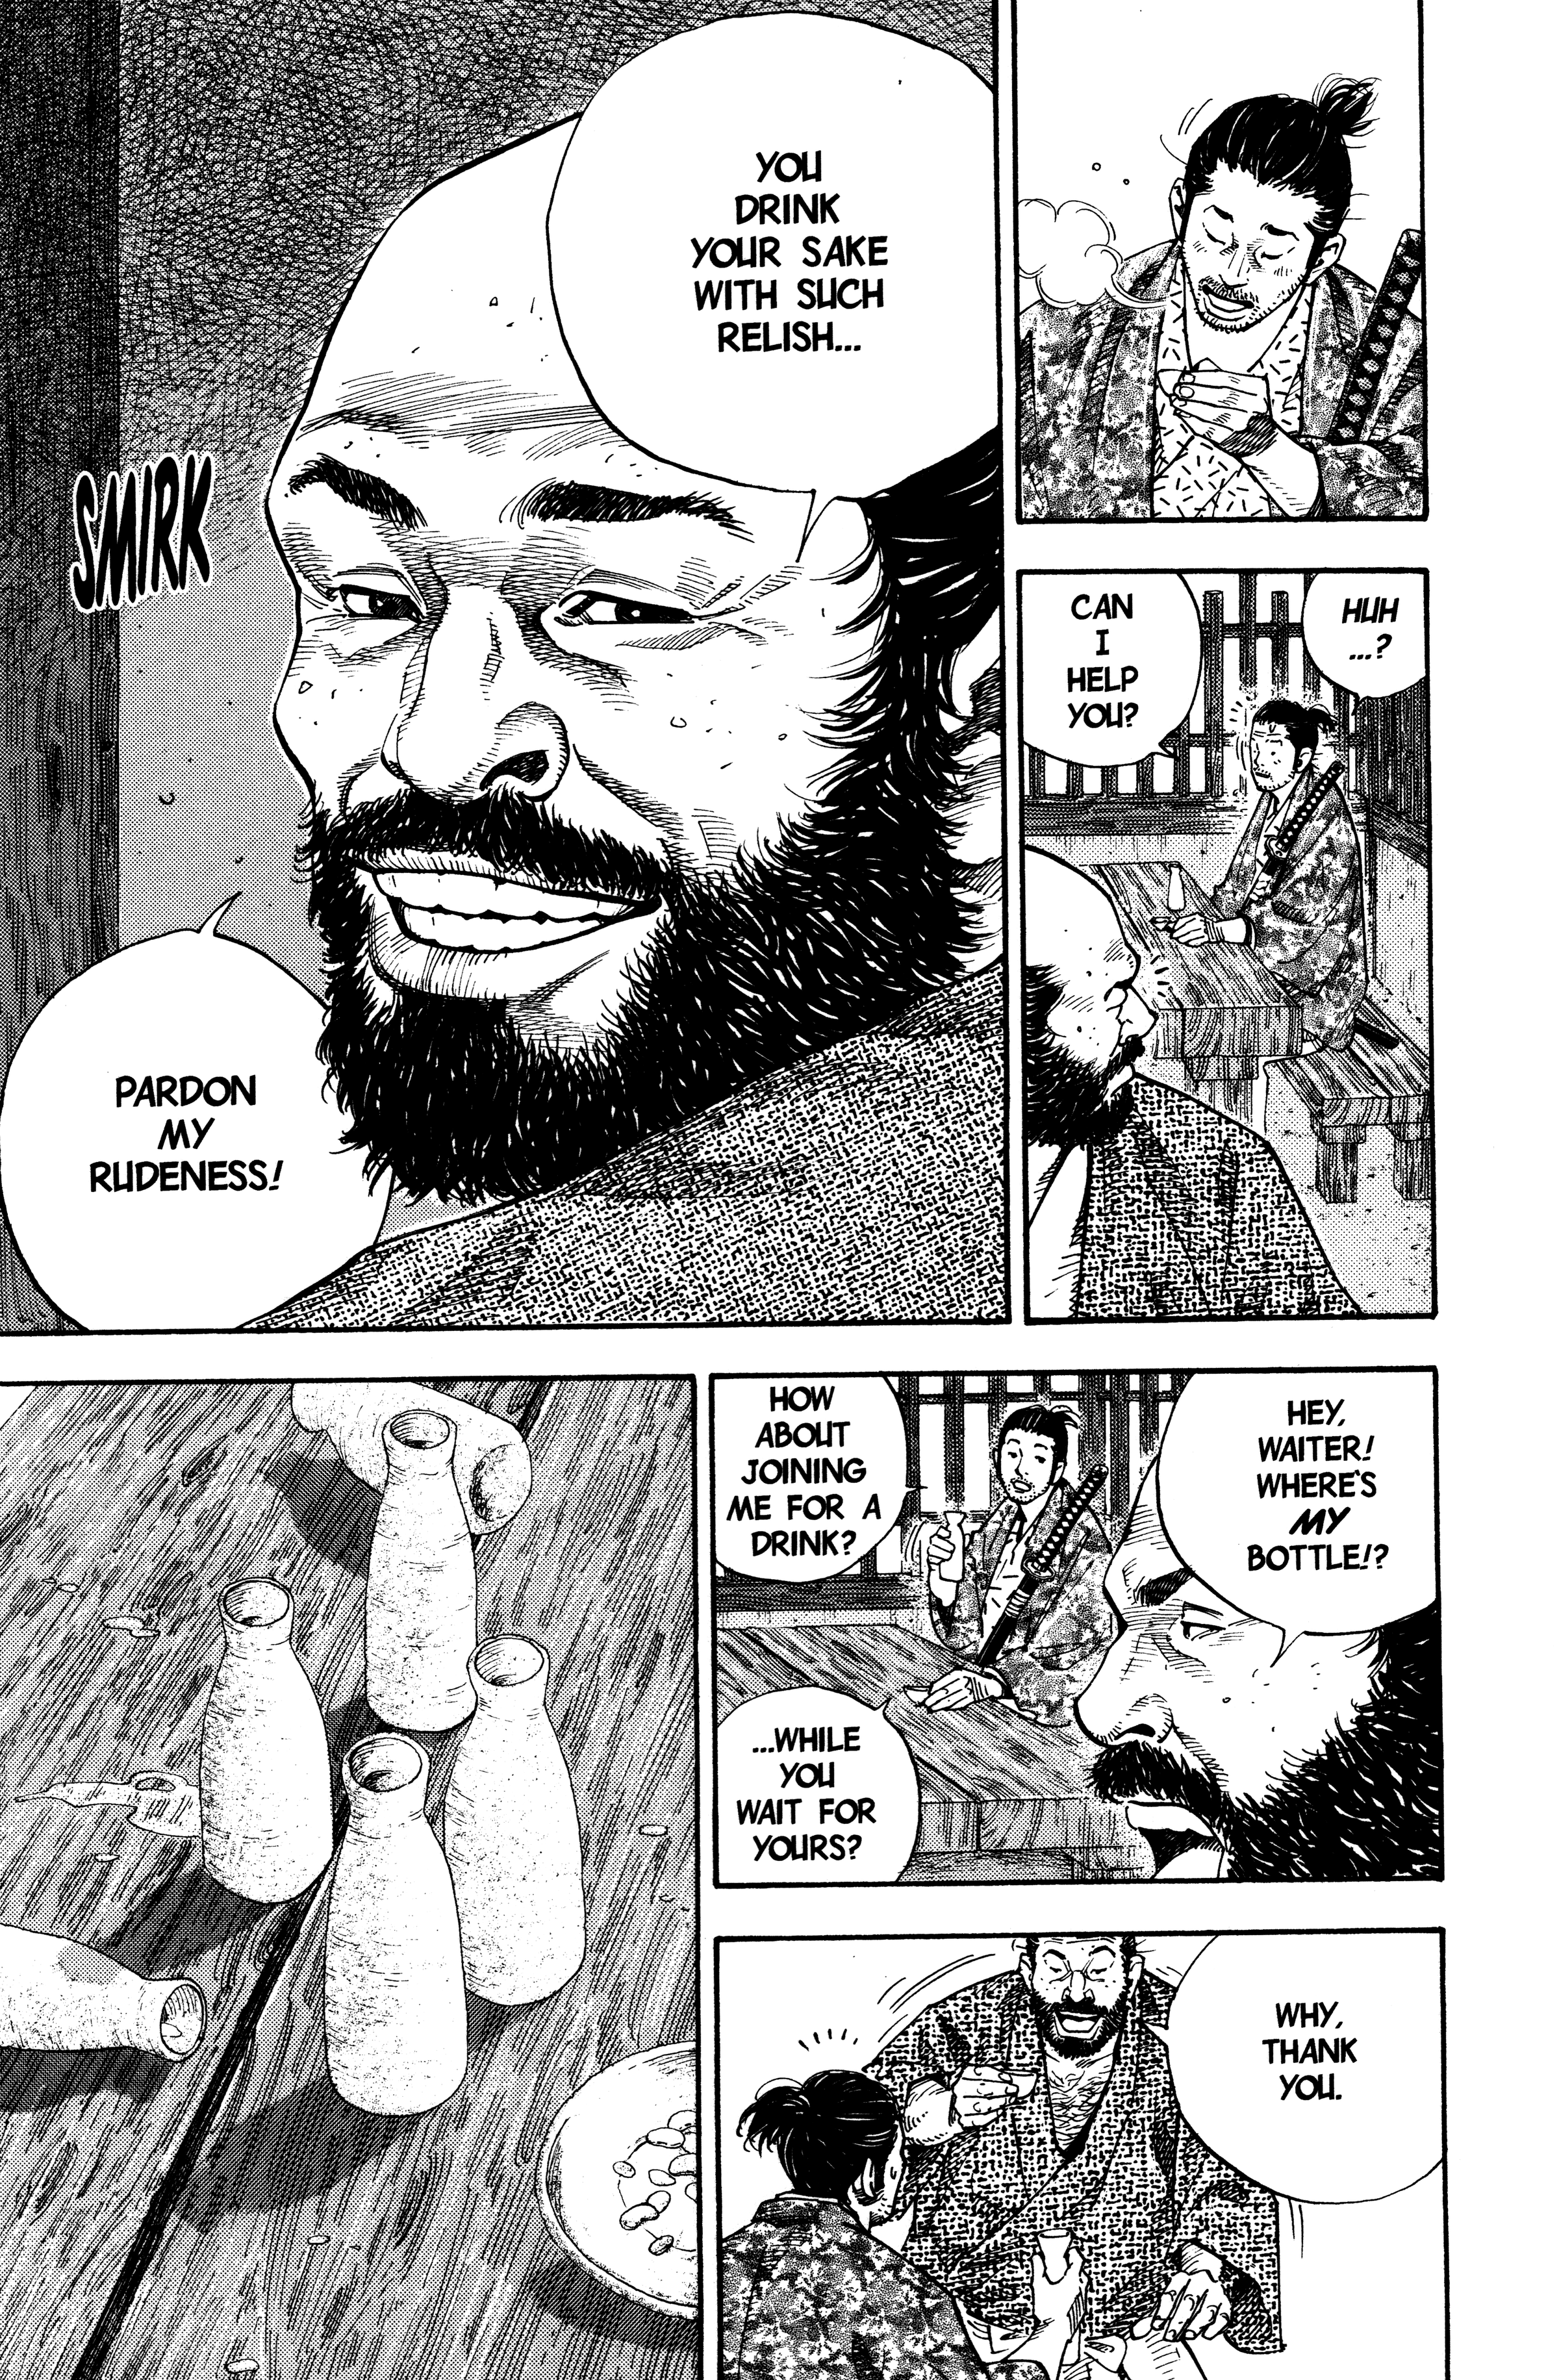 HUH
...?
CAN
I
HELP
YOU?
YOU
DRINK
YOUR SAKE
WITH SUCH
RELISH...
SMIRK
PARDON
MY
RUDENESS!
HEY,
WAITER!
WHERE'S
MY
BOTTLE!?
HOW
ABOUT
JOINING
ME FOR A
DRINK?
...WHILE
YOU
WAIT FOR
YOURS?
WHY,
THANK
YOU.